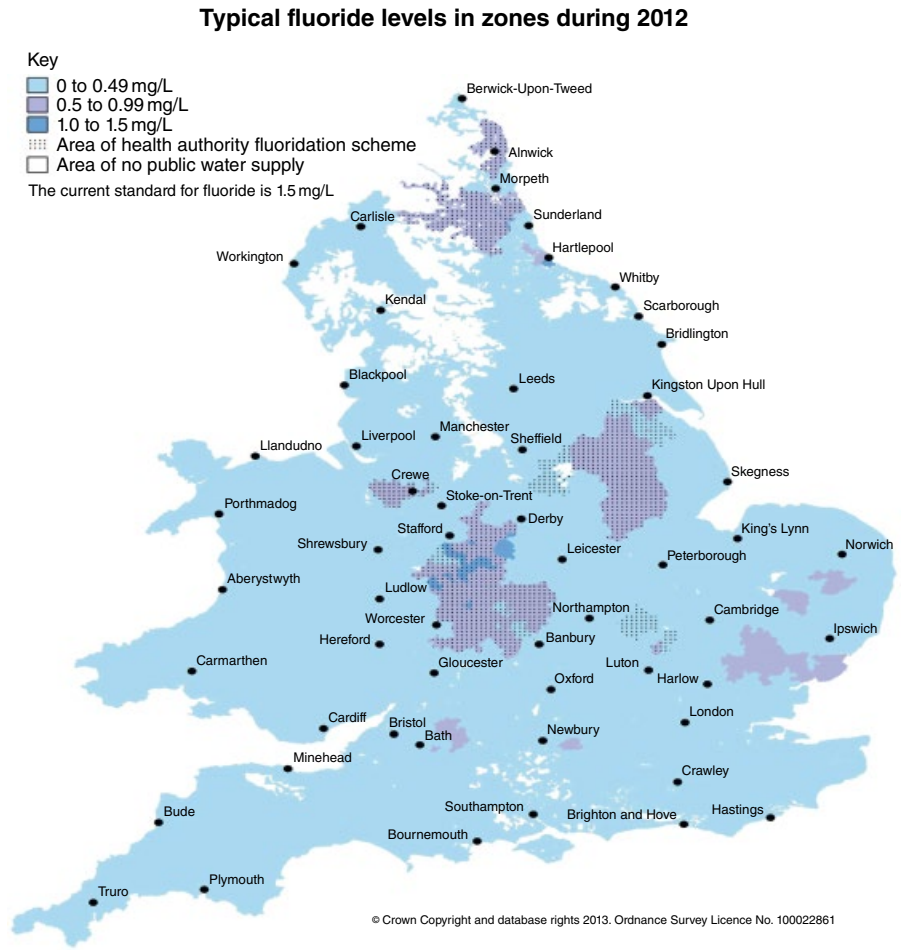 Typical fluoride levels in zones during 2012
Key
0 to 0.49 mg/L
0.5 to 0.99 mg/L
1.0 to 1.5 mg/L
Area of health authority fluoridation scheme
Area of no public water supply
The current standard for fluoride is 1.5 mg/L
Berwick-Upon-Tweed
Alnwick
Morpeth
Carlisle
Sunderland
Workington
Hartlepool
Whitby
Kendal
Scarborough
Bridlington
Blackpool
Leeds
Kingston Upon Hull
Manchester
Liverpool
Sheffield
Llandudno
Crewe
Skegness
Stoke-on-Trent
Porthmadog
Stafford
Derby
King's Lynn
Shrewsbury
Leicester
Norwich
Peterborough
Aberystwyth
Ludlow
Northampton
Cambridge
Worcester
Ipswich
Hereford
Banbury
Carmarthen
Gloucester
Luton
Oxford
Harlow
London
Cardiff
Bristol
Newbury
Bath
Minehead
Crawley
Southampton
Bude
Brighton and Hove
Hastings
Bournemouth
Plymouth
Truro
© Crown Copyright and database rights 2013. Ordnance Survey Licence No. 100022861